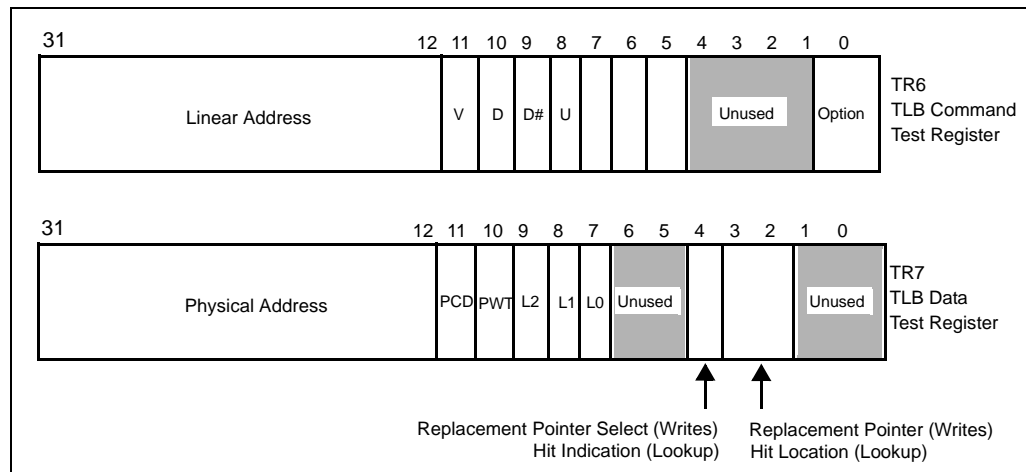 31 12 11 10 9 8 7 6 5 4 3 2 1 0
Linear Address V D D# U Unused Option
TR6
TLB Command
Test Register
31 12 11 10 9 8 7 6 5 4 3 2 1 0
Physical Address PCD PWT L2 L1 L0 Unused Unused
TR7
TLB Data
Test Register
Replacement Pointer Select (Writes)
Hit Indication (Lookup)
Replacement Pointer (Writes)
Hit Location (Lookup)